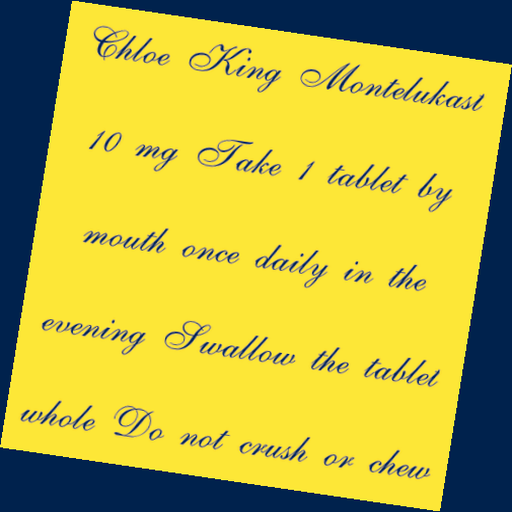 Chloe King Montelukast
10 mg Take 1 tablet by
mouth once daily in the
evening Swallow the tablet
whole Do not crush or chew